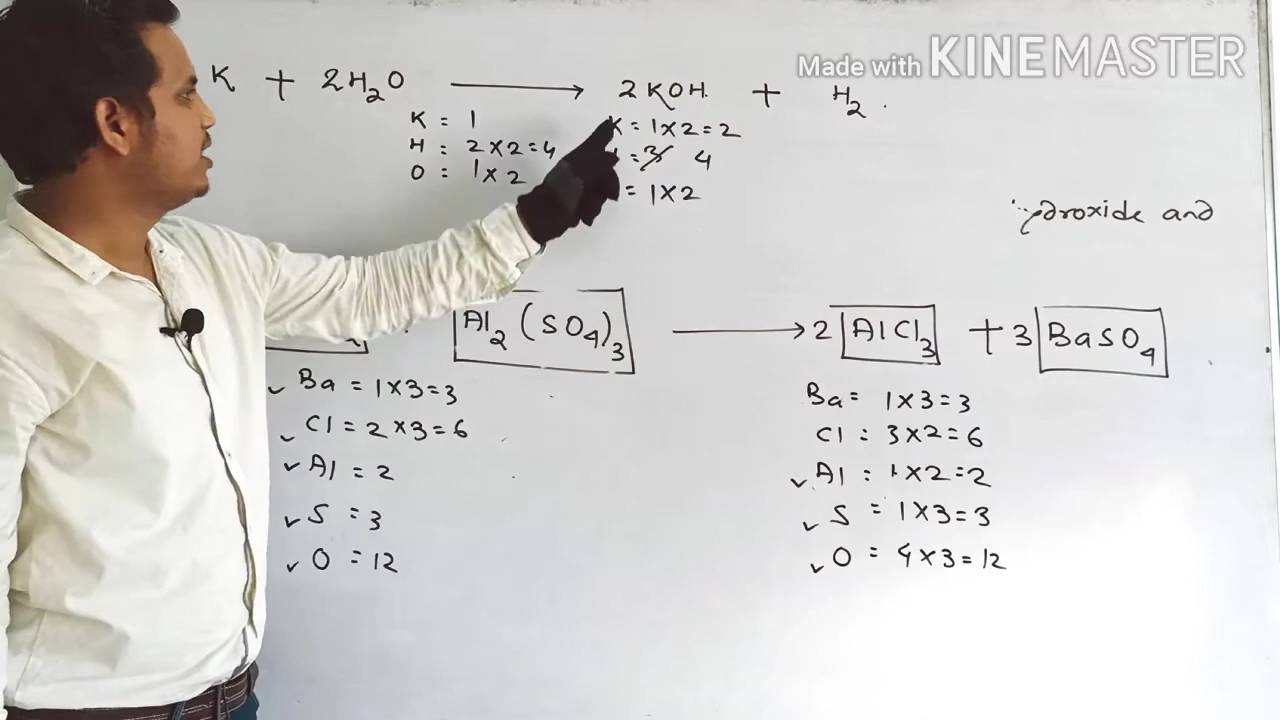 Made with KINEMASTER
K + 2H₂O → 2KOH + H₂.
K = 1
K = 1×2=2
H = 2×2=4
= 3 4
O = 1×2
= 1×2
droxide and
Al₂(SO₄)₃ → 2 AlCl₃ + 3 BaSO₄
✓ Ba = 1×3=3
Ba = 1×3=3
✓ Cl = 2×3=6
Cl = 3×2=6
✓ Al = 2
✓ Al = 1×2=2
✓ S = 3
✓ S = 1×3=3
✓ O = 12
✓ O = 4×3=12